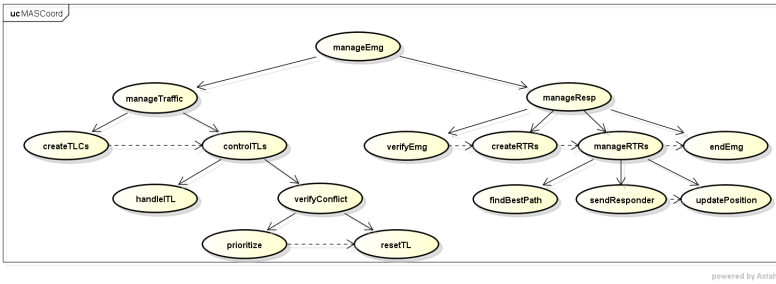 uc MASCoord
manageEmg
manageTraffic
manageResp
createTLCs
controlTLs
verifyEmg
createRTRs
manageRTRs
endEmg
handleITL
verifyConflict
findBestPath
sendResponder
updatePosition
prioritize
resetTL
powered by Astah